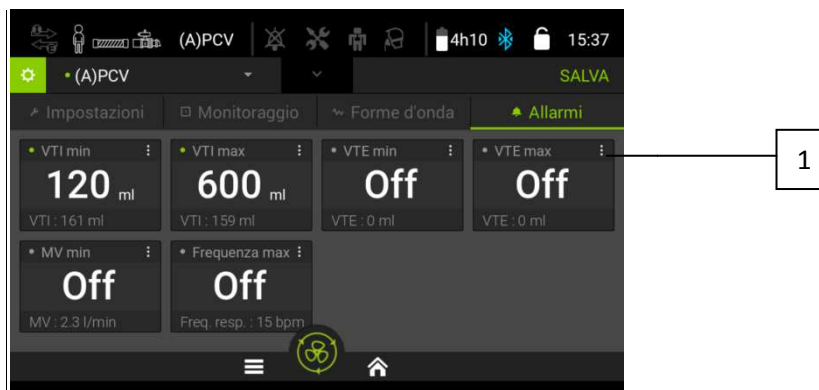 (A)PCV 4h10 15:37
(A)PCV SALVA
Impostazioni Monitoraggio Forme d'onda Allarmi
VTI min VTI max VTE min VTE max
120 ml 600 ml Off Off
VTI : 161 ml VTI : 159 ml VTE : 0 ml VTE : 0 ml
1
MV min Frequenza max
Off Off
MV : 2.3 l/min Freq. resp. : 15 bpm